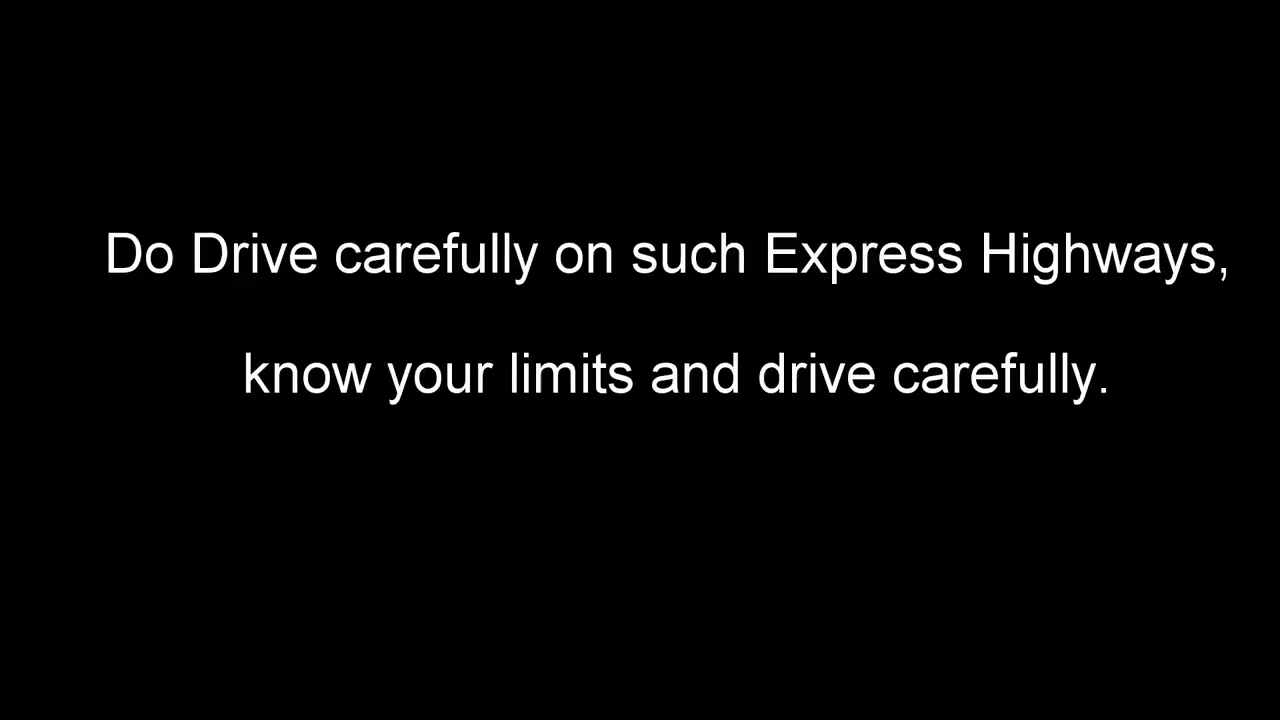 Do Drive carefully on such Express Highways,
know your limits and drive carefully.